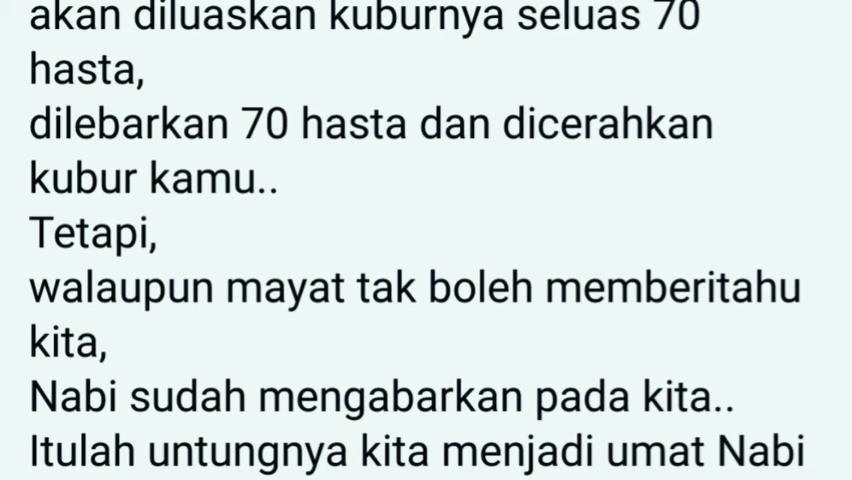 akan diluaskan kuburnya seluas 70
hasta,
dilebarkan 70 hasta dan dicerahkan
kubur kamu..
Tetapi,
walaupun mayat tak boleh memberitahu
kita,
Nabi sudah mengabarkan pada kita..
Itulah untungnya kita menjadi umat Nabi